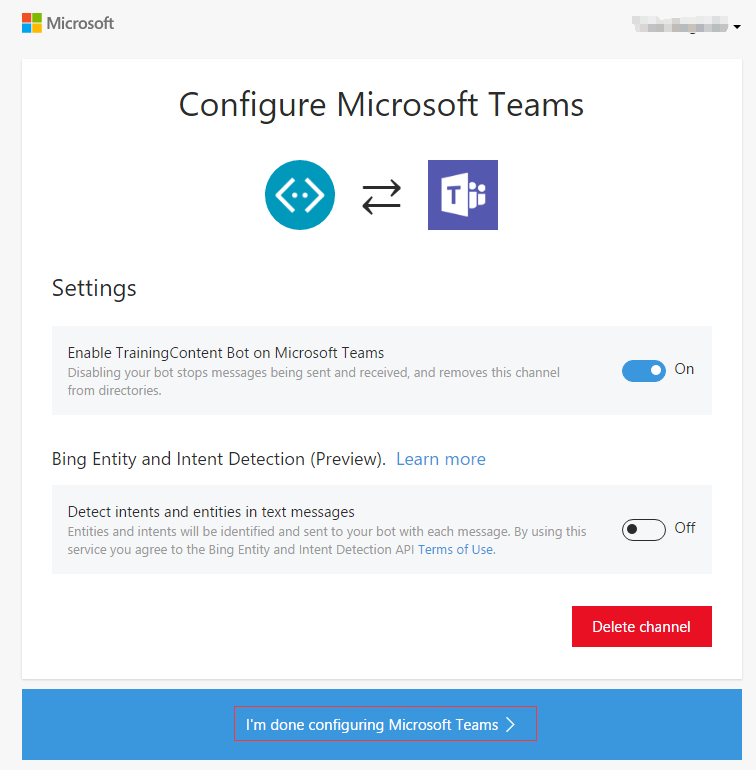 Microsoft
Configure Microsoft Teams
T
Settings
Enable TrainingContent Bot on Microsoft Teams
Disabling your bot stops messages being sent and received, and removes this channel
from directories.
On
Bing Entity and Intent Detection (Preview). Learn more
Detect intents and entities in text messages
Entities and intents will be identified and sent to your bot with each message. By using this
service you agree to the Bing Entity and Intent Detection API Terms of Use.
Off
Delete channel
I'm done configuring Microsoft Teams